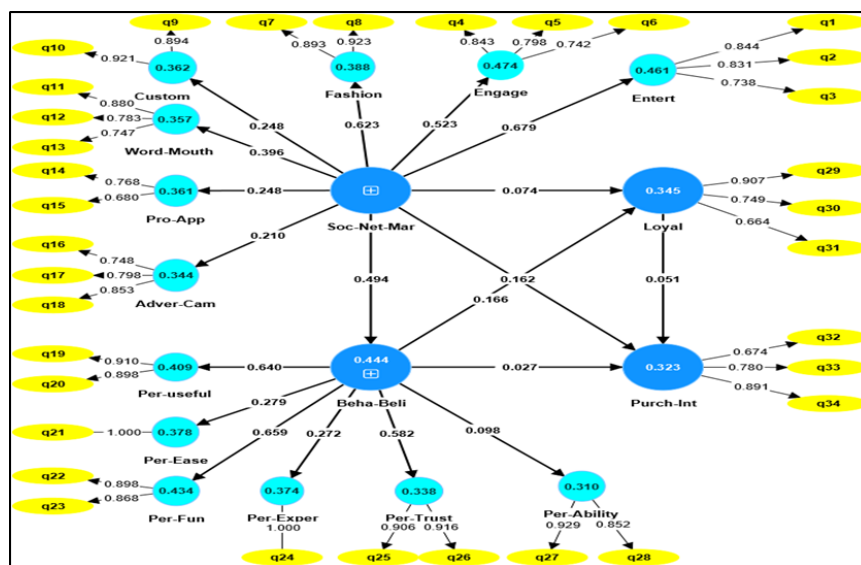 q9
q7
q8
q4
q5
q6
q1
q10
0.894
0.893
0.923
0.843
0.798
0.742
0.844
q2
0.921
0.362
0.388
0.474
0.461
0.831
q11
Custom
Fashion
Engage
Entert
0.738
q3
0.880
q12
0.783
0.357
0.248
0.623
0.523
0.679
0.747
q13
Word-Mouth
0.396
q14
0.768
0.361
0.248
0.074
0.345
0.907
q29
0.749
q30
q15
0.680
Pro-App
Soc-Net-Mar
Loyal
0.664
q31
q16
0.210
0.748
0.162
q17
0.798
0.344
0.494
0.166
0.051
q18
0.853
Adver-Cam
q19
0.910
0.409
0.640
0.444
0.027
0.323
0.674
q32
0.780
q33
q20
0.898
Per-useful
Beha-Beli
Purch-Int
0.891
q34
0.279
0.098
q21
1.000
0.378
0.659
0.272
0.582
Per-Ease
q22
0.898
0.434
0.374
0.338
0.310
q23
0.868
Per-Fun
Per-Exper
Per-Trust
Per-Ability
1.000
0.906
0.916
0.929
0.852
q24
q25
q26
q27
q28